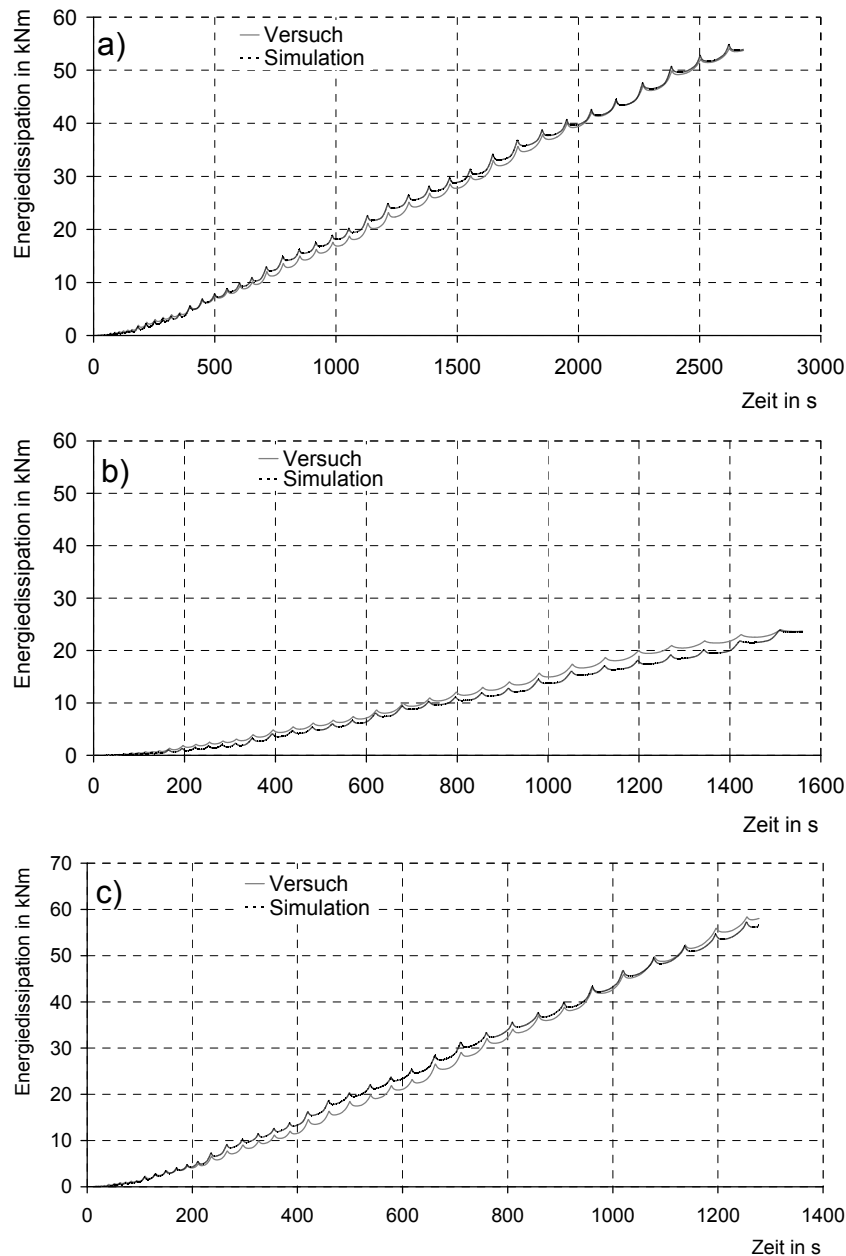 60
a)
Versuch
Simulation
50
40
30
20
10
0
Energiedissipation in kNm
0 500 1000 1500 2000 2500 3000
Zeit in s
60
b)
Versuch
Simulation
50
40
30
20
10
0
Energiedissipation in kNm
0 200 400 600 800 1000 1200 1400 1600
Zeit in s
70
c)
Versuch
Simulation
60
50
40
30
20
10
0
Energiedissipation in kNm
0 200 400 600 800 1000 1200 1400
Zeit in s